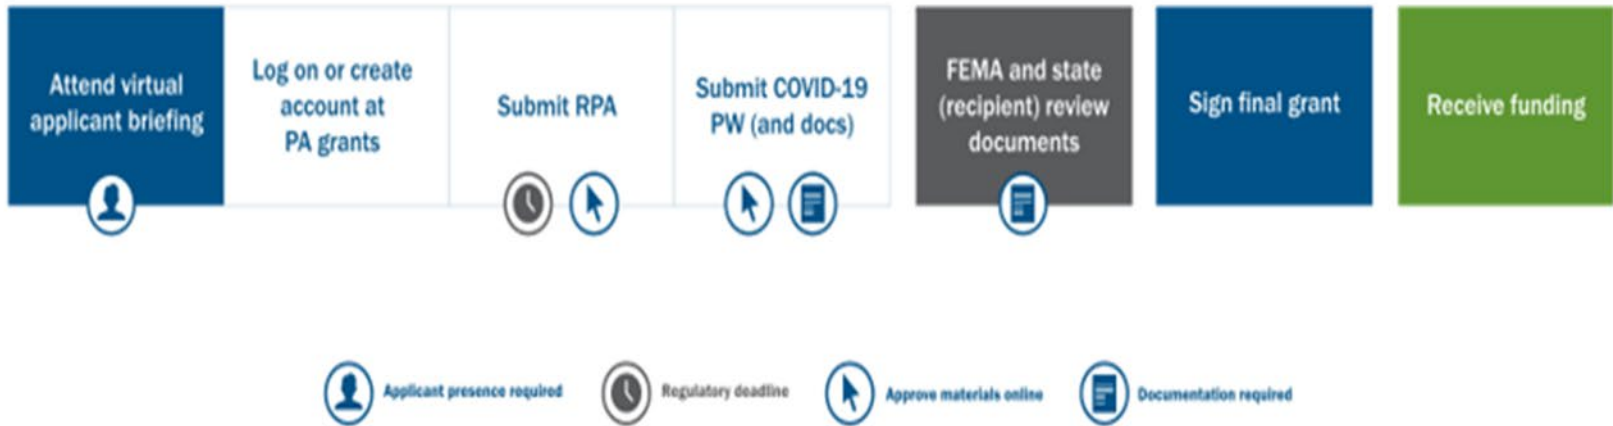 Attend virtual
applicant briefing
Log on or create
account at
PA grants
Submit RPA
Submit COVID-19
PW (and docs)
FEMA and state
(recipient) review
documents
Sign final grant
Receive funding
Applicant presence required
Regulatory deadline
Approve materials online
Documentation required